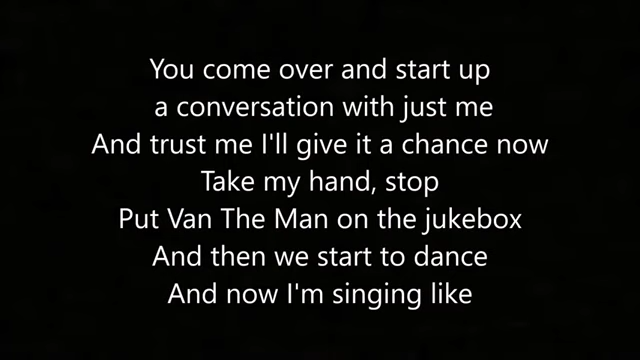 You come over and start up
a conversation with just me
And trust me I'll give it a chance now
Take my hand, stop
Put Van The Man on the jukebox
And then we start to dance
And now I'm singing like